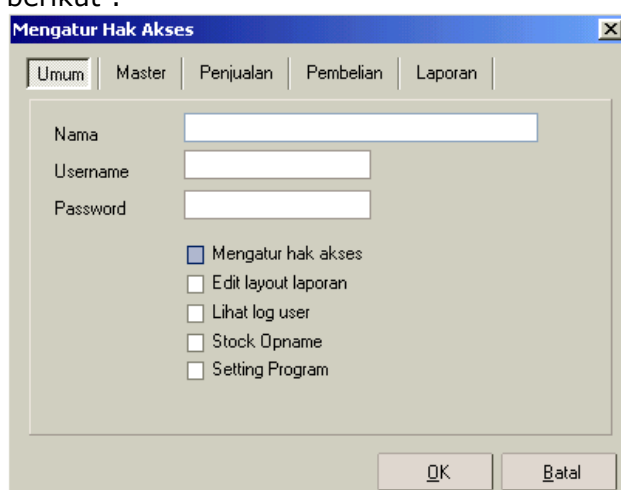 berikut :
Mengatur Hak Akses
Umum Master Penjualan Pembelian Laporan
Nama
Username
Password
Mengatur hak akses
Edit layout laporan
Lihat log user
Stock Opname
Setting Program
OK Batal